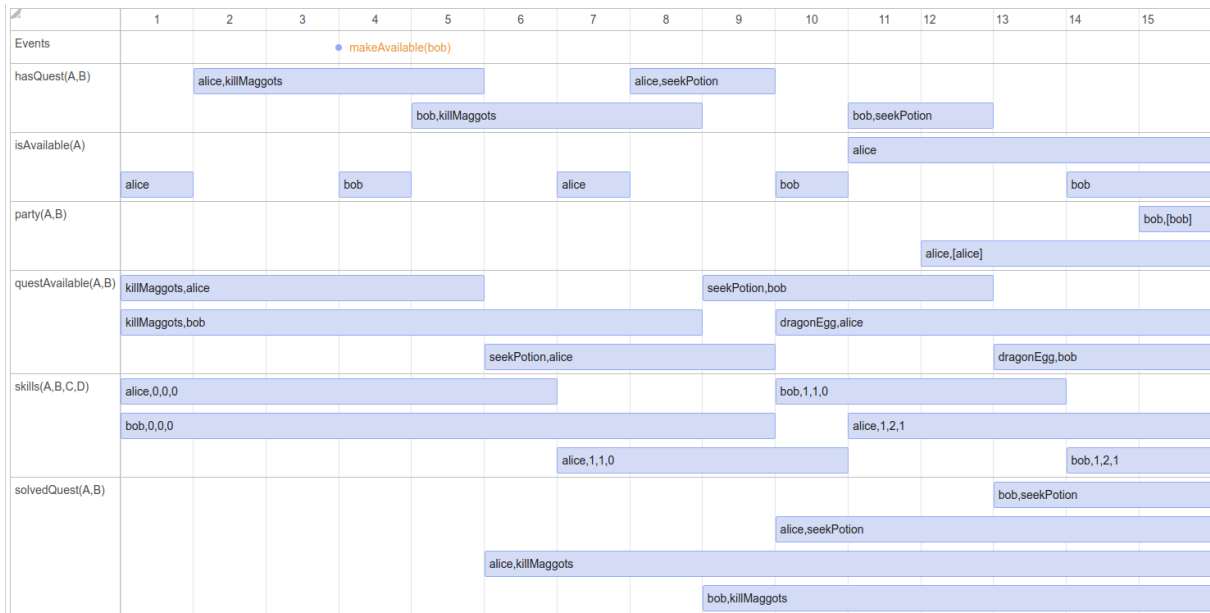 1 2 3 4 5 6 7 8 9 10 11 12 13 14 15
Events makeAvailable(bob)
hasQuest(A,B) alice,killMaggots alice,seekPotion
bob,killMaggots bob,seekPotion
isAvailable(A) alice
alice bob alice bob bob
party(A,B) bob,[bob]
alice,[alice]
questAvailable(A,B) killMaggots,alice seekPotion,bob
killMaggots,bob dragonEgg,alice
seekPotion,alice dragonEgg,bob
skills(A,B,C,D) alice,0,0,0 bob,1,1,0
bob,0,0,0 alice,1,2,1
alice,1,1,0 bob,1,2,1
solvedQuest(A,B) bob,seekPotion
alice,seekPotion
alice,killMaggots
bob,killMaggots